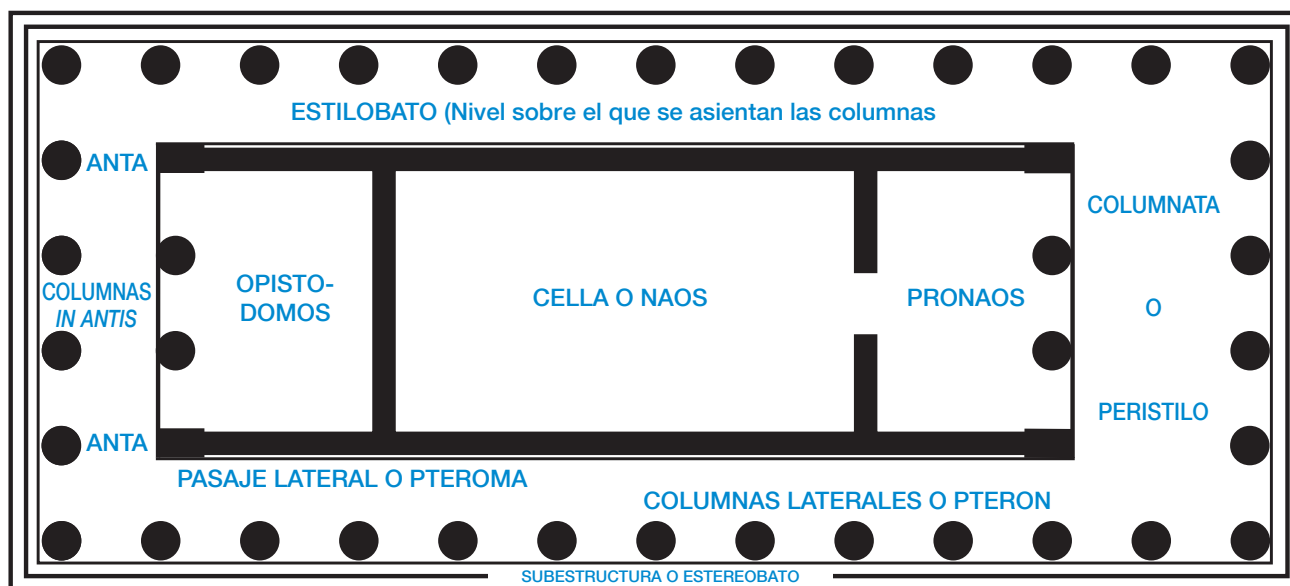 ESTILOBATO (Nivel sobre el que se asientan las columnas
ANTA
COLUMNATA
OPISTO-
DOMOS
CELLA O NAOS
PRONAOS
COLUMNAS
IN ANTIS
O
PERISTILO
ANTA
PASAJE LATERAL O PTEROMA
COLUMNAS LATERALES O PTERON
SUBESTRUCTURA O ESTEREOBATO